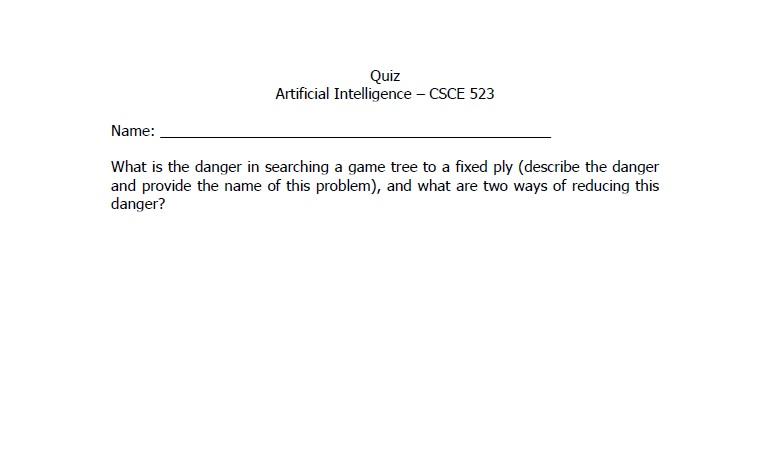 Quiz
Artificial Intelligence – CSCE 523
Name: ___________________________________________
What is the danger in searching a game tree to a fixed ply (describe the danger
and provide the name of this problem), and what are two ways of reducing this
danger?